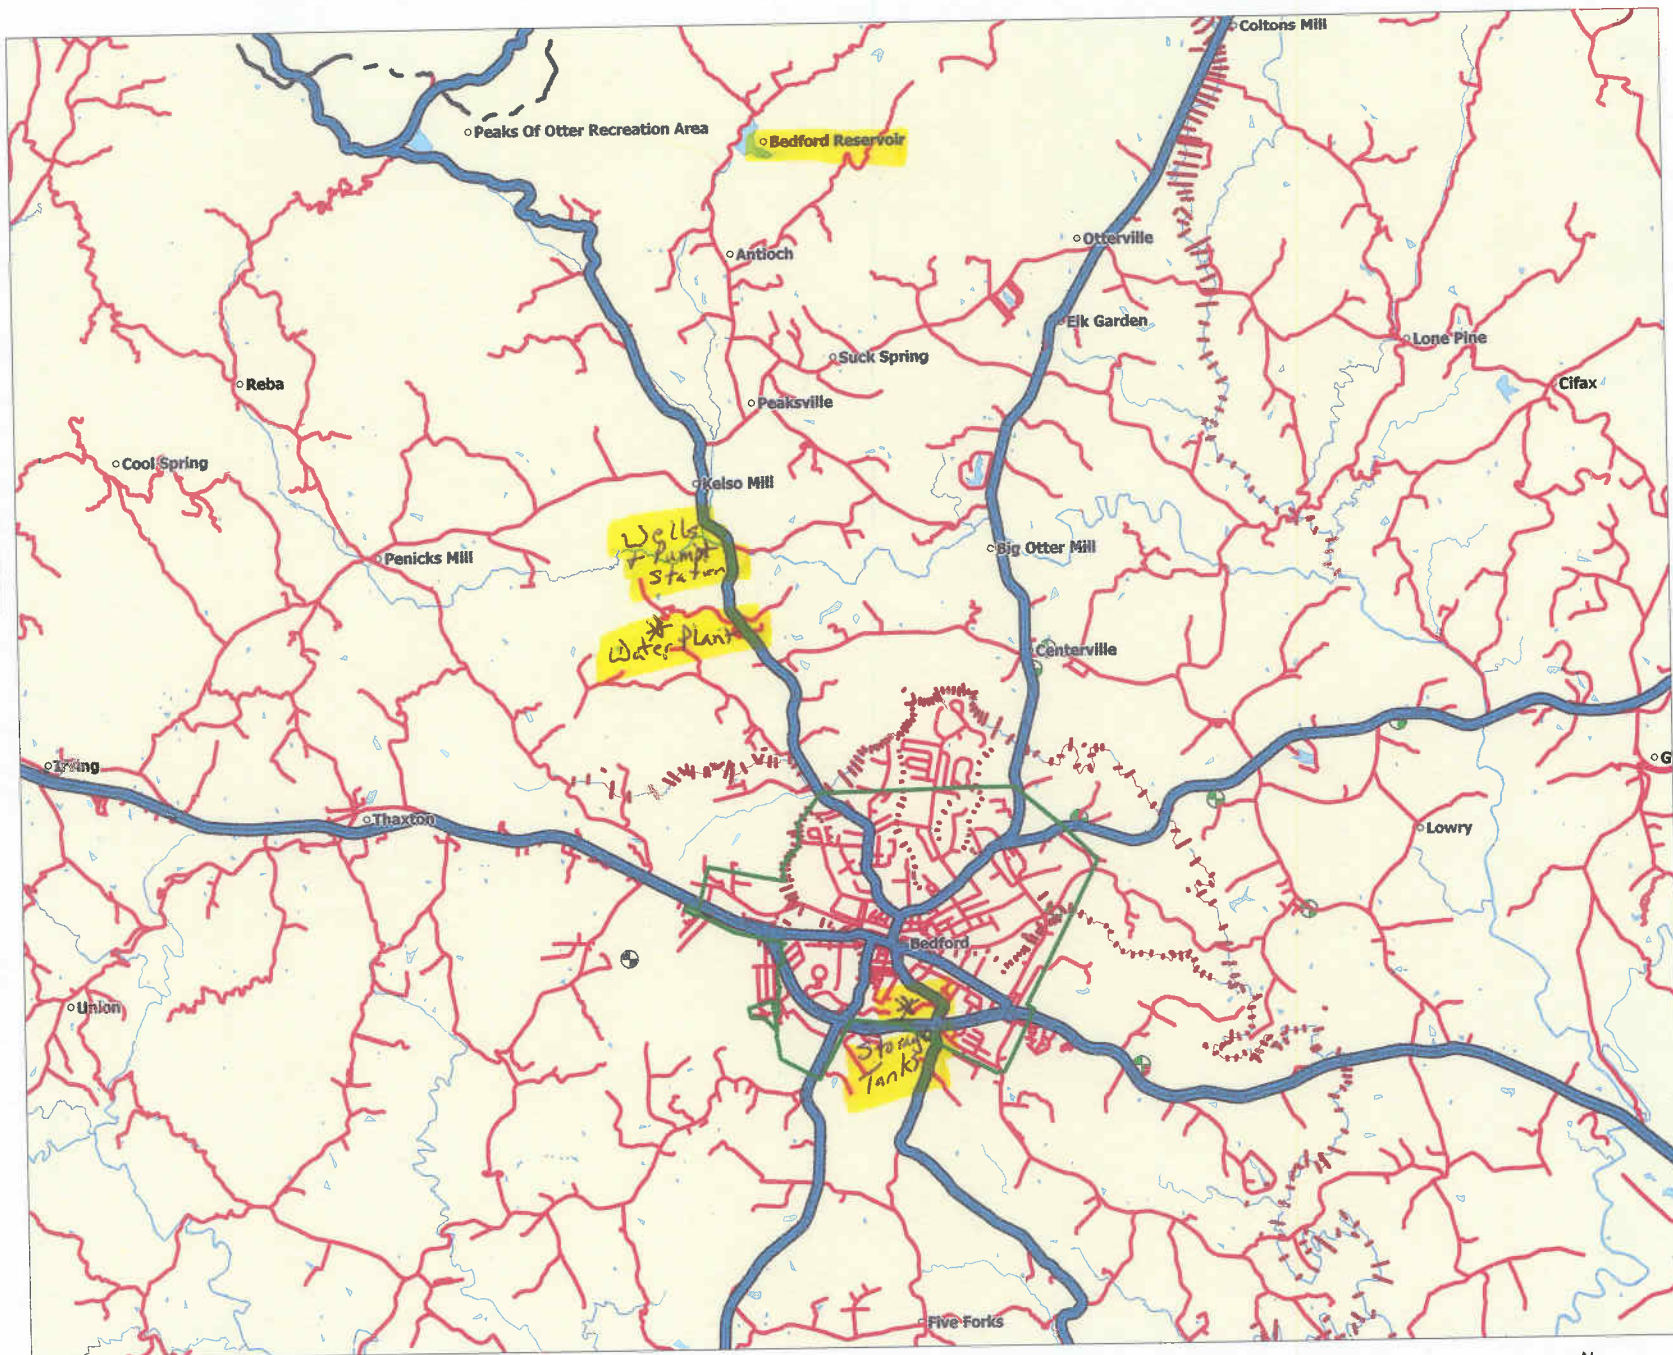 Coltons Mill
Peaks Of Otter Recreation Area
Bedford Reservoir
Otterville
Antioch
Elk Garden
Lone Pine
Suck Spring
Reba
Cifax
Peaksville
Cool Spring
Kelso Mill
Wells
+ Pump
Station
Big Otter Mill
Penicks Mill
Water Plant
Centerville
G
Thaxton
Lowry
Bedford
Union
Storage
Tanks
Five Forks
N